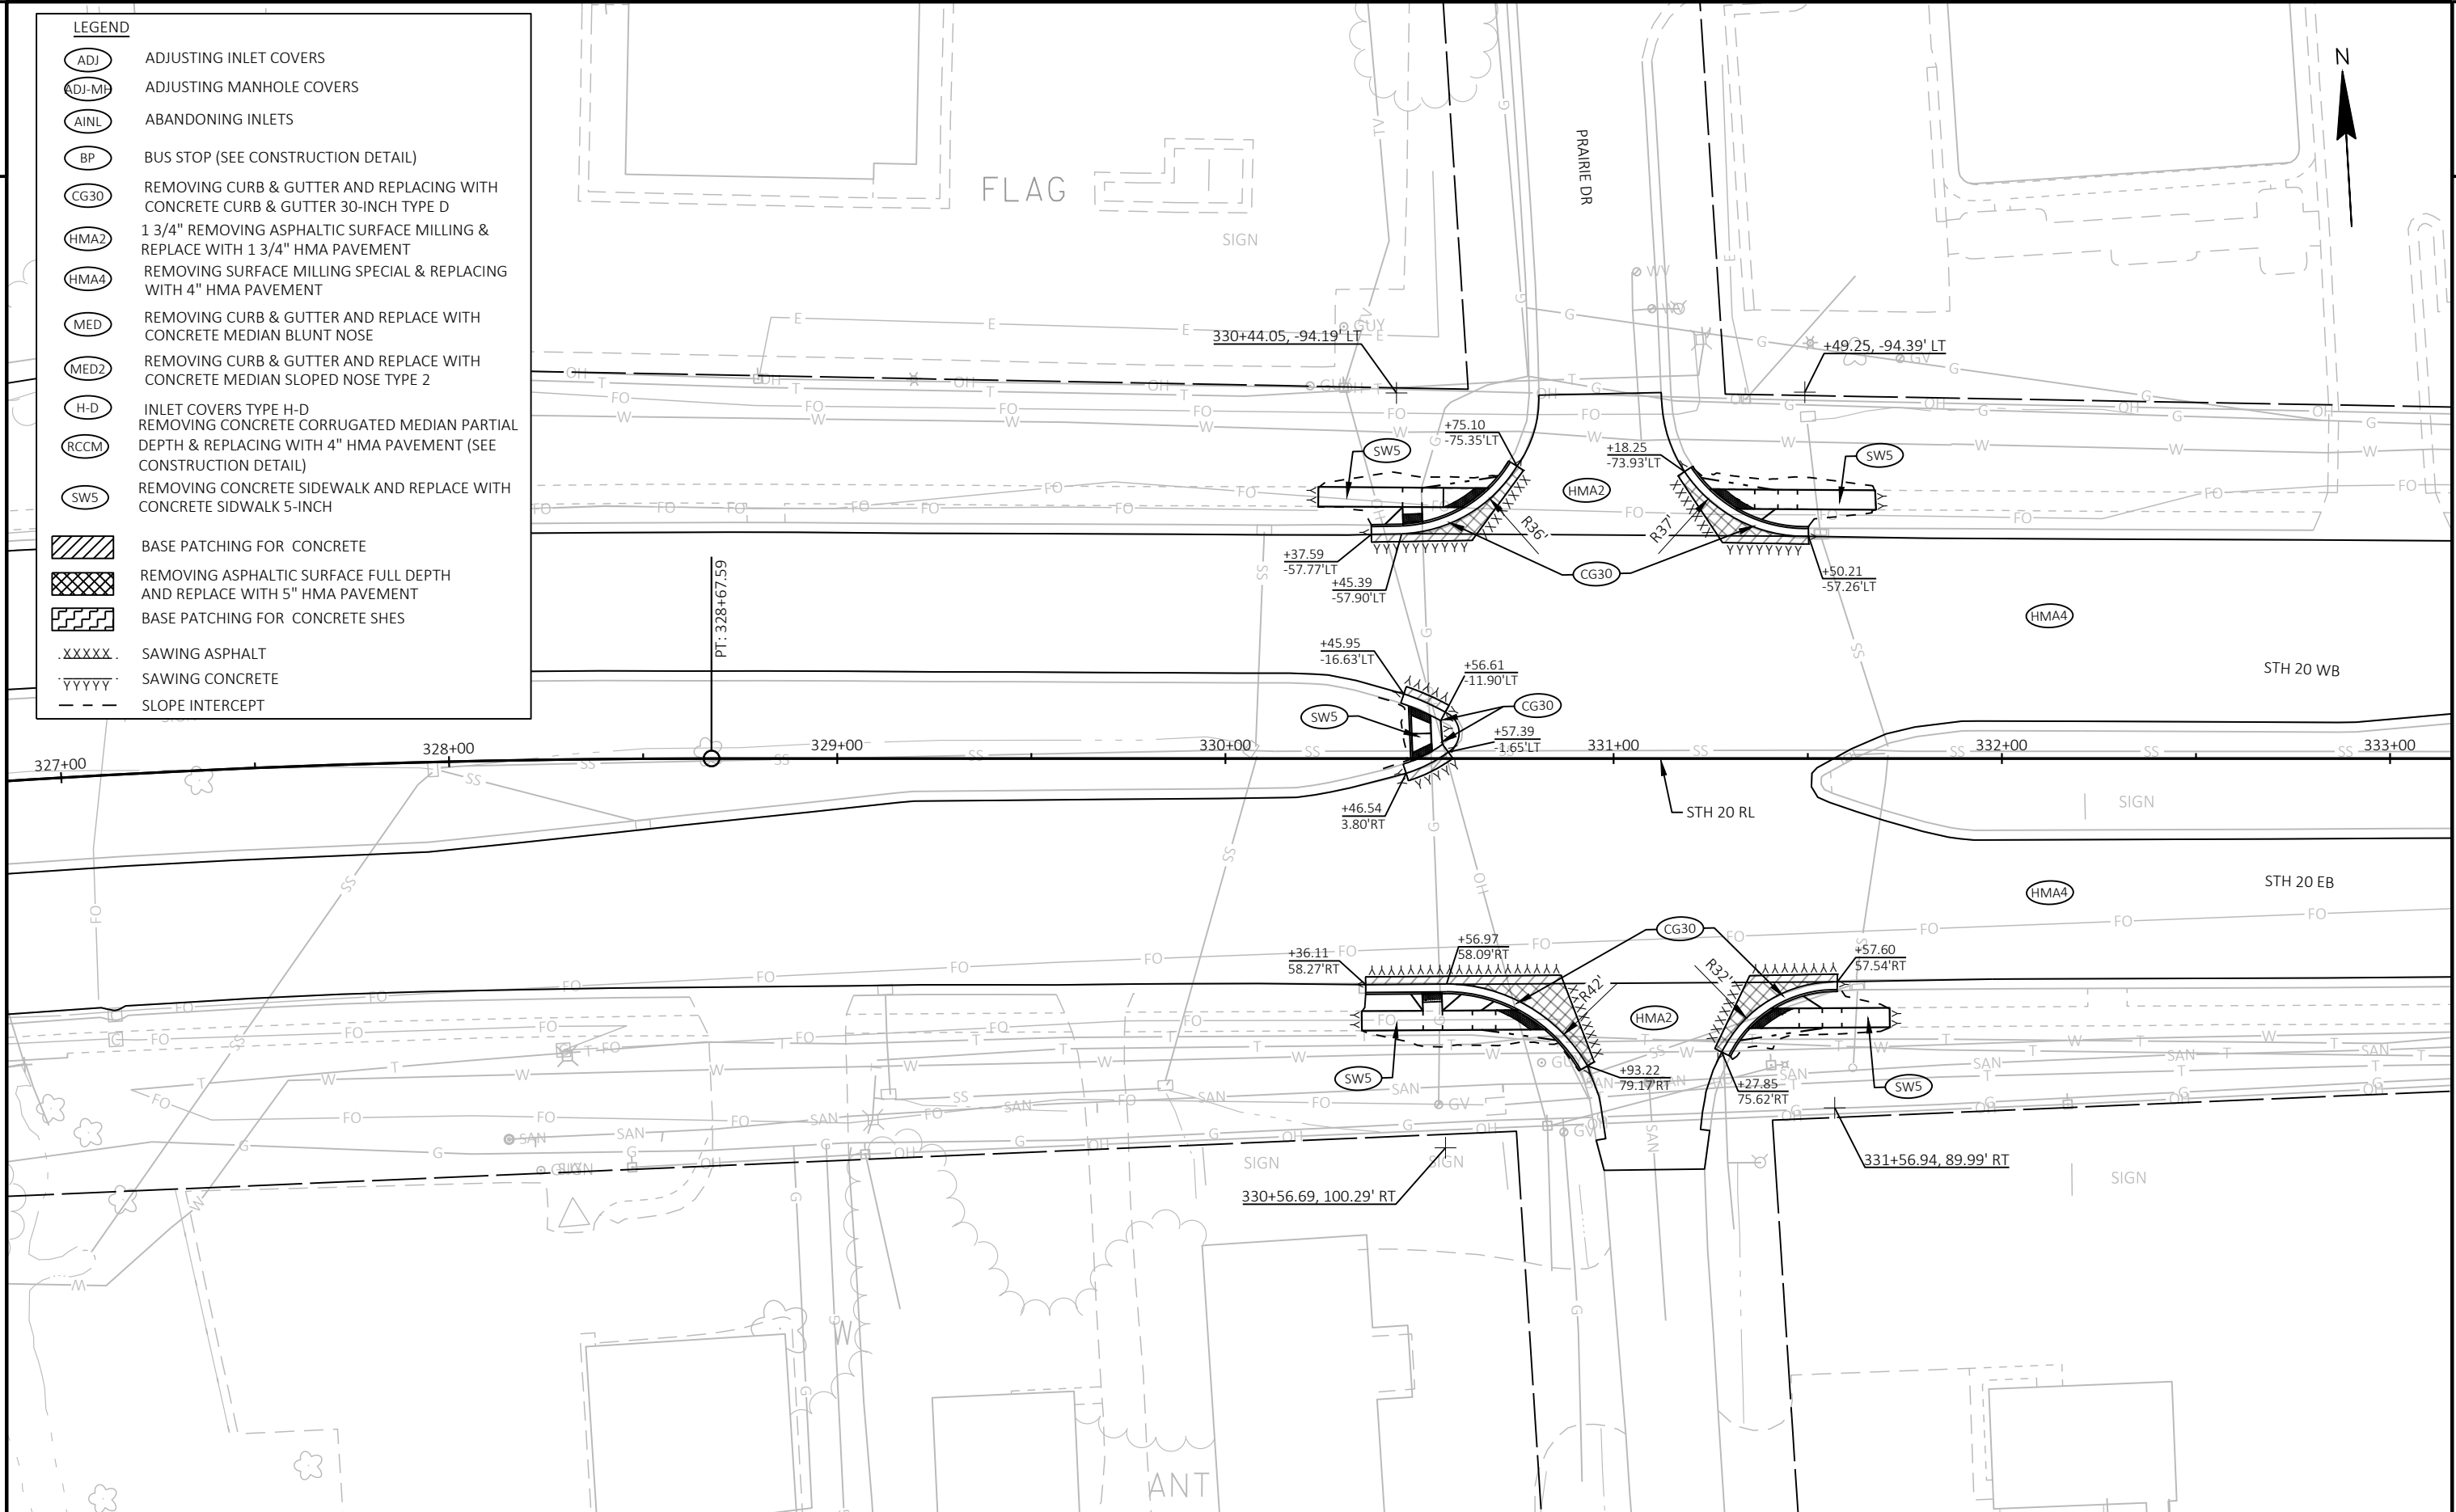 LEGEND
ADJ ADJUSTING INLET COVERS
ADJ-MH ADJUSTING MANHOLE COVERS
AINL ABANDONING INLETS
BP BUS STOP (SEE CONSTRUCTION DETAIL)
CG30 REMOVING CURB & GUTTER AND REPLACING WITH
CONCRETE CURB & GUTTER 30-INCH TYPE D
HMA2 1 3/4" REMOVING ASPHALTIC SURFACE MILLING &
REPLACE WITH 1 3/4" HMA PAVEMENT
HMA4 REMOVING SURFACE MILLING SPECIAL & REPLACING
WITH 4" HMA PAVEMENT
MED REMOVING CURB & GUTTER AND REPLACE WITH
CONCRETE MEDIAN BLUNT NOSE
MED2 REMOVING CURB & GUTTER AND REPLACE WITH
CONCRETE MEDIAN SLOPED NOSE TYPE 2
H-D INLET COVERS TYPE H-D
RCCM REMOVING CONCRETE CORRUGATED MEDIAN PARTIAL
DEPTH & REPLACING WITH 4" HMA PAVEMENT (SEE
CONSTRUCTION DETAIL)
SW5 REMOVING CONCRETE SIDEWALK AND REPLACE WITH
CONCRETE SIDWALK 5-INCH
BASE PATCHING FOR CONCRETE
REMOVING ASPHALTIC SURFACE FULL DEPTH
AND REPLACE WITH 5" HMA PAVEMENT
BASE PATCHING FOR CONCRETE SHES
XXXXX SAWING ASPHALT
YYYYY SAWING CONCRETE
SLOPE INTERCEPT
FLAG
SIGN
PRAIRIE DR
N
WV
GUY
GV
330+44.05, -94.19' LT
+49.25, -94.39' LT
+75.10
-75.35'LT
+18.25
-73.93'LT
SW5
SW5
HMA2
R36'
R37'
+37.59
-57.77'LT
+45.39
-57.90'LT
CG30
+50.21
-57.26'LT
HMA4
STH 20 WB
PT: 328+67.59
+45.95
-16.63'LT
+56.61
-11.90'LT
SW5
CG30
+57.39
-1.65'LT
327+00
328+00
329+00
330+00
331+00
332+00
333+00
+46.54
3.80'RT
STH 20 RL
SIGN
STH 20 EB
HMA4
CG30
+36.11
58.27'RT
+56.97
58.09'RT
+57.60
57.54'RT
R42'
R32'
HMA2
SW5
+93.22
79.17'RT
+27.85
75.62'RT
SW5
330+56.69, 100.29' RT
331+56.94, 89.99' RT
SIGN
SIGN
SIGN
W
ANT